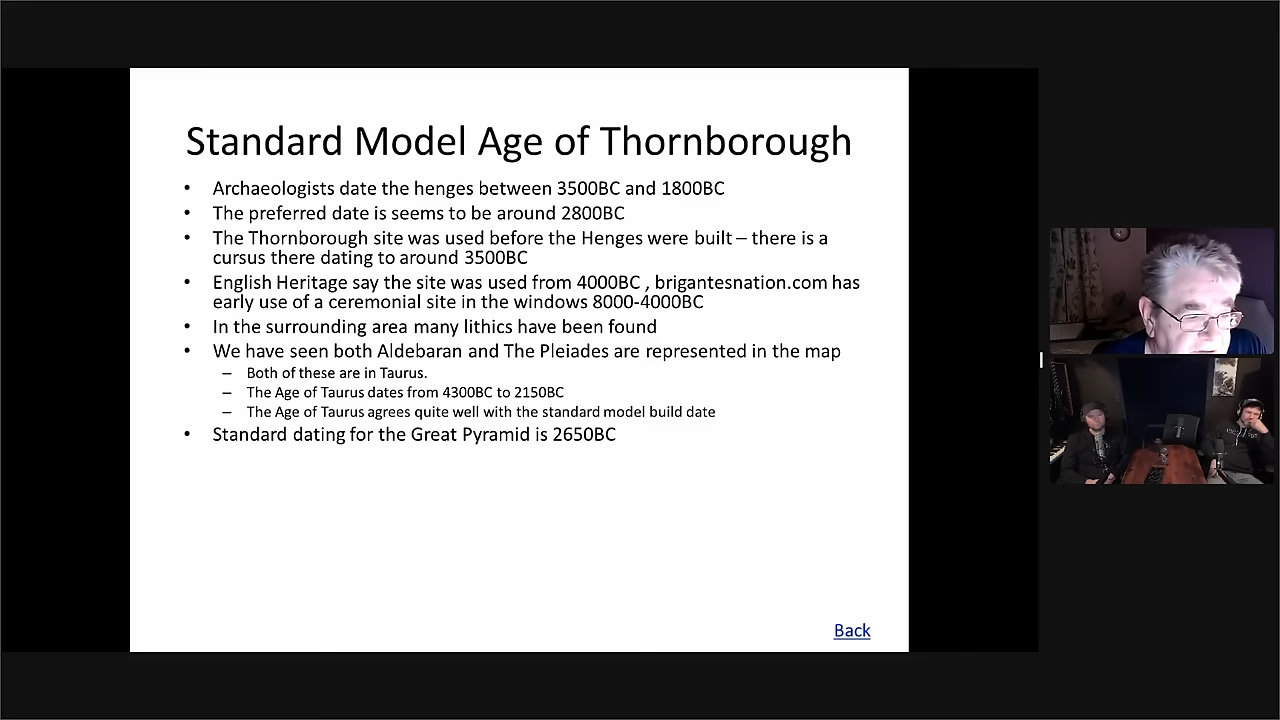 Standard Model Age of Thornborough
• Archaeologists date the henges between 3500BC and 1800BC
• The preferred date is seems to be around 2800BC
• The Thornborough site was used before the Henges were built – there is a
cursus there dating to around 3500BC
• English Heritage say the site was used from 4000BC , brigantesnation.com has
early use of a ceremonial site in the windows 8000-4000BC
• In the surrounding area many lithics have been found
• We have seen both Aldebaran and The Pleiades are represented in the map
– Both of these are in Taurus.
– The Age of Taurus dates from 4300BC to 2150BC
– The Age of Taurus agrees quite well with the standard model build date
• Standard dating for the Great Pyramid is 2650BC
Back